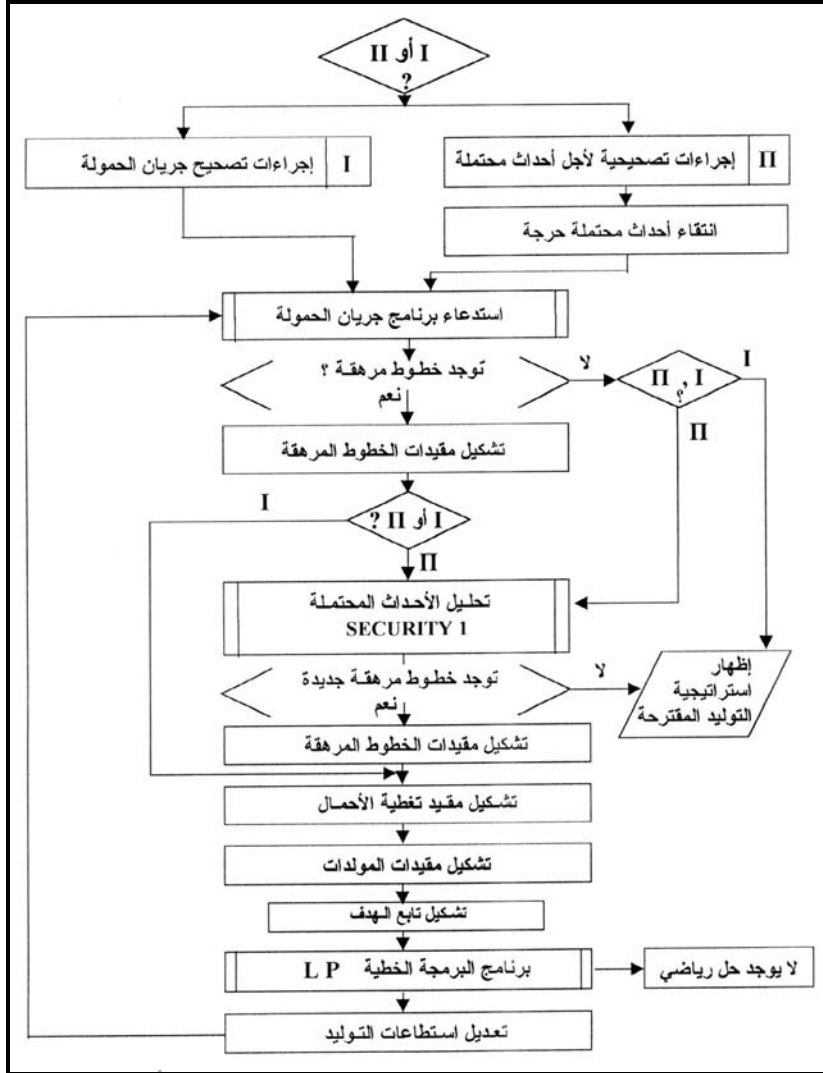 I أو II
?
إجراءات تصحيحية لأجل أحداث محتملة II
I إجراءات تصحيح جريان الحمولة
انتقاء أحداث محتملة حرجة
استدعاء برنامج جريان الحمولة
توجد خطوط مرهقة ؟
نعم
لا
I , II
؟
I
II
تشكيل مقيدات الخطوط المرهقة
I أو II ?
I
II
تحليل الأحداث المحتملة
SECURITY 1
توجد خطوط مرهقة جديدة
نعم
لا
إظهار
استراتيجية
التوليد المقترحة
تشكيل مقيدات الخطوط المرهقة
تشكيل مقيد تغطية الأحمال
تشكيل مقيدات المولدات
تشكيل تابع الهدف
برنامج البرمجة الخطية L P
لا يوجد حل رياضي
تعديل استطاعات التوليد